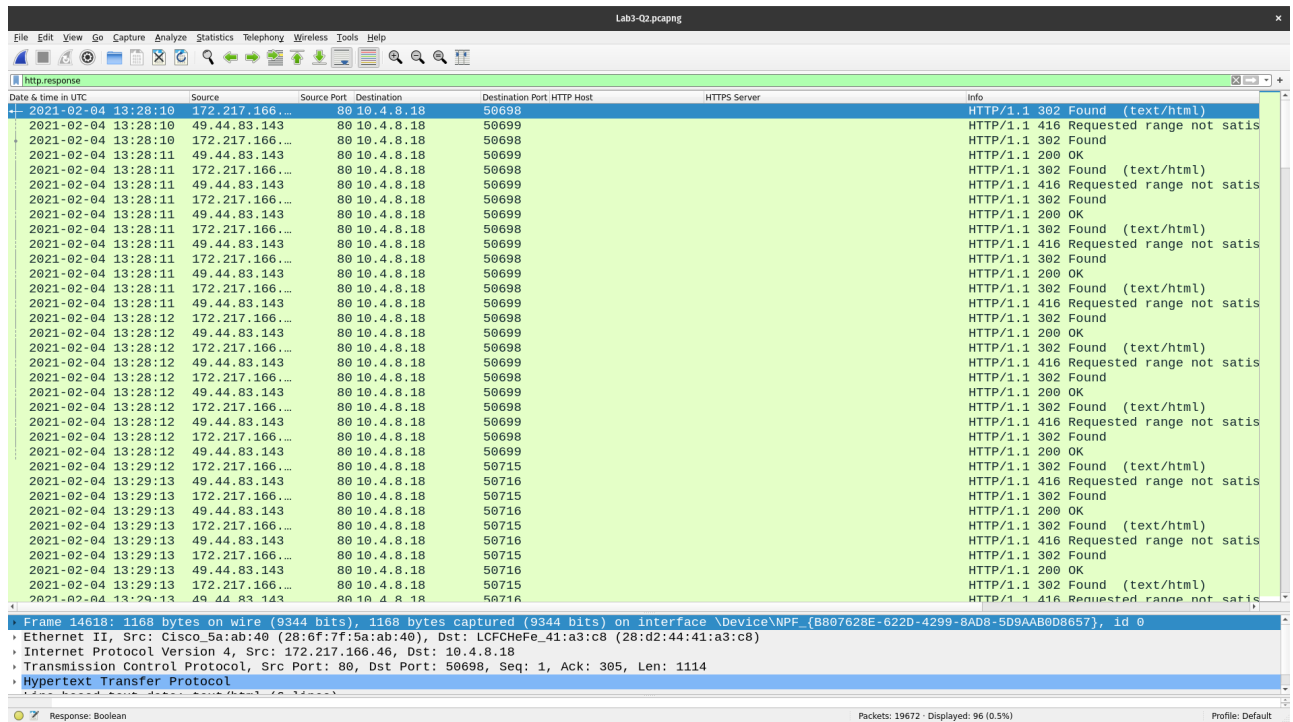 Lab3-Q2.pcapng
File Edit View Go Capture Analyze Statistics Telephony Wireless Tools Help
http.response
Date & time in UTC Source Source Port Destination Destination Port HTTP Host HTTPS Server Info
2021-02-04 13:28:10 172.217.166.… 80 10.4.8.18 50698 HTTP/1.1 302 Found (text/html)
2021-02-04 13:28:10 49.44.83.143 80 10.4.8.18 50699 HTTP/1.1 416 Requested range not satis
2021-02-04 13:28:10 172.217.166.… 80 10.4.8.18 50698 HTTP/1.1 302 Found
2021-02-04 13:28:11 49.44.83.143 80 10.4.8.18 50699 HTTP/1.1 200 OK
2021-02-04 13:28:11 172.217.166.… 80 10.4.8.18 50698 HTTP/1.1 302 Found (text/html)
2021-02-04 13:28:11 49.44.83.143 80 10.4.8.18 50699 HTTP/1.1 416 Requested range not satis
2021-02-04 13:28:11 172.217.166.… 80 10.4.8.18 50698 HTTP/1.1 302 Found
2021-02-04 13:28:11 49.44.83.143 80 10.4.8.18 50699 HTTP/1.1 200 OK
2021-02-04 13:28:11 172.217.166.… 80 10.4.8.18 50698 HTTP/1.1 302 Found (text/html)
2021-02-04 13:28:11 49.44.83.143 80 10.4.8.18 50699 HTTP/1.1 416 Requested range not satis
2021-02-04 13:28:11 172.217.166.… 80 10.4.8.18 50698 HTTP/1.1 302 Found
2021-02-04 13:28:11 49.44.83.143 80 10.4.8.18 50699 HTTP/1.1 200 OK
2021-02-04 13:28:11 172.217.166.… 80 10.4.8.18 50698 HTTP/1.1 302 Found (text/html)
2021-02-04 13:28:11 49.44.83.143 80 10.4.8.18 50699 HTTP/1.1 416 Requested range not satis
2021-02-04 13:28:12 172.217.166.… 80 10.4.8.18 50698 HTTP/1.1 302 Found
2021-02-04 13:28:12 49.44.83.143 80 10.4.8.18 50699 HTTP/1.1 200 OK
2021-02-04 13:28:12 172.217.166.… 80 10.4.8.18 50698 HTTP/1.1 302 Found (text/html)
2021-02-04 13:28:12 49.44.83.143 80 10.4.8.18 50699 HTTP/1.1 416 Requested range not satis
2021-02-04 13:28:12 172.217.166.… 80 10.4.8.18 50698 HTTP/1.1 302 Found
2021-02-04 13:28:12 49.44.83.143 80 10.4.8.18 50699 HTTP/1.1 200 OK
2021-02-04 13:28:12 172.217.166.… 80 10.4.8.18 50698 HTTP/1.1 302 Found (text/html)
2021-02-04 13:28:12 49.44.83.143 80 10.4.8.18 50699 HTTP/1.1 416 Requested range not satis
2021-02-04 13:28:12 172.217.166.… 80 10.4.8.18 50698 HTTP/1.1 302 Found
2021-02-04 13:28:12 49.44.83.143 80 10.4.8.18 50699 HTTP/1.1 200 OK
2021-02-04 13:29:12 172.217.166.… 80 10.4.8.18 50715 HTTP/1.1 302 Found (text/html)
2021-02-04 13:29:13 49.44.83.143 80 10.4.8.18 50716 HTTP/1.1 416 Requested range not satis
2021-02-04 13:29:13 172.217.166.… 80 10.4.8.18 50715 HTTP/1.1 302 Found
2021-02-04 13:29:13 49.44.83.143 80 10.4.8.18 50716 HTTP/1.1 200 OK
2021-02-04 13:29:13 172.217.166.… 80 10.4.8.18 50715 HTTP/1.1 302 Found (text/html)
2021-02-04 13:29:13 49.44.83.143 80 10.4.8.18 50716 HTTP/1.1 416 Requested range not satis
2021-02-04 13:29:13 172.217.166.… 80 10.4.8.18 50715 HTTP/1.1 302 Found
2021-02-04 13:29:13 49.44.83.143 80 10.4.8.18 50716 HTTP/1.1 200 OK
2021-02-04 13:29:13 172.217.166.… 80 10.4.8.18 50715 HTTP/1.1 302 Found (text/html)
2021-02-04 13:29:13 49.44.83.143 80 10.4.8.18 50716 HTTP/1.1 416 Requested range not satis
Frame 14618: 1168 bytes on wire (9344 bits), 1168 bytes captured (9344 bits) on interface \Device\NPF_{B807628E-622D-4299-8AD8-5D9AAB0D8657}, id 0
Ethernet II, Src: Cisco_5a:ab:40 (28:6f:7f:5a:ab:40), Dst: LCFCHeFe_41:a3:c8 (28:d2:44:41:a3:c8)
Internet Protocol Version 4, Src: 172.217.166.46, Dst: 10.4.8.18
Transmission Control Protocol, Src Port: 80, Dst Port: 50698, Seq: 1, Ack: 305, Len: 1114
Hypertext Transfer Protocol
Response: Boolean Packets: 19672 · Displayed: 96 (0.5%) Profile: Default